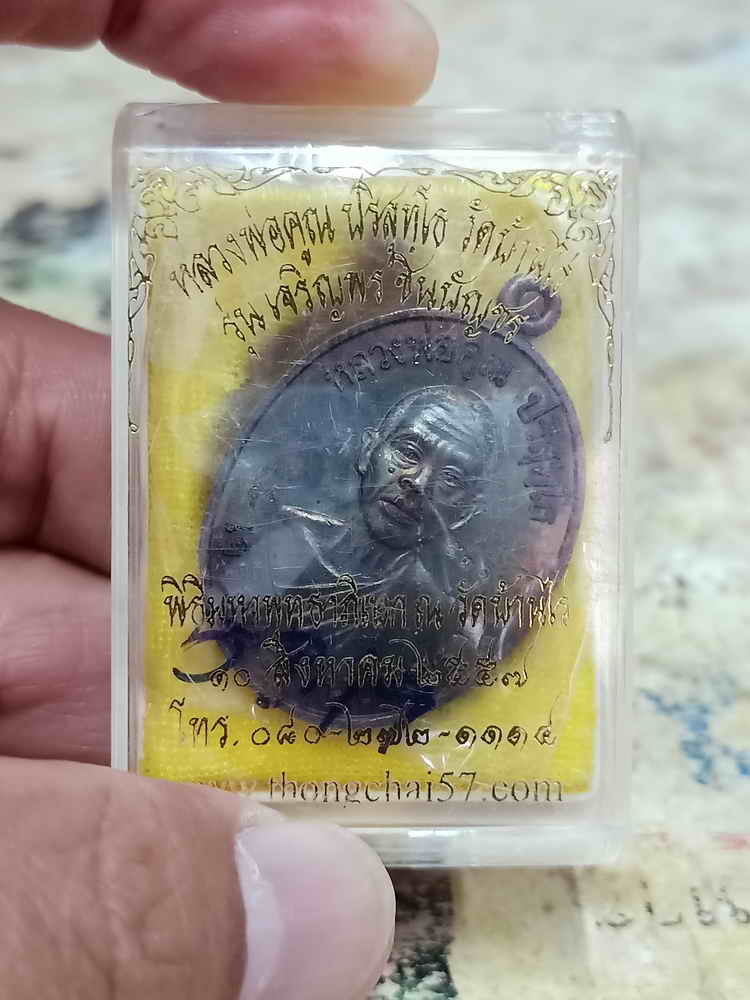 หลวงพ่อคูณ ปริสุทฺโธ วัดบ้านไร่
รุ่น เจริญพร ชินบัญชร
หลวงพ่อคูณ ปริสุทฺโธ
พิธีมหาพุทธาภิเษก ณ วัดบ้านไร่
๑๐ สิงหาคม ๒๕๕๗
โทร. ๐๘๐-๒๗๒-๑๑๑๔
www.thongchai57.com